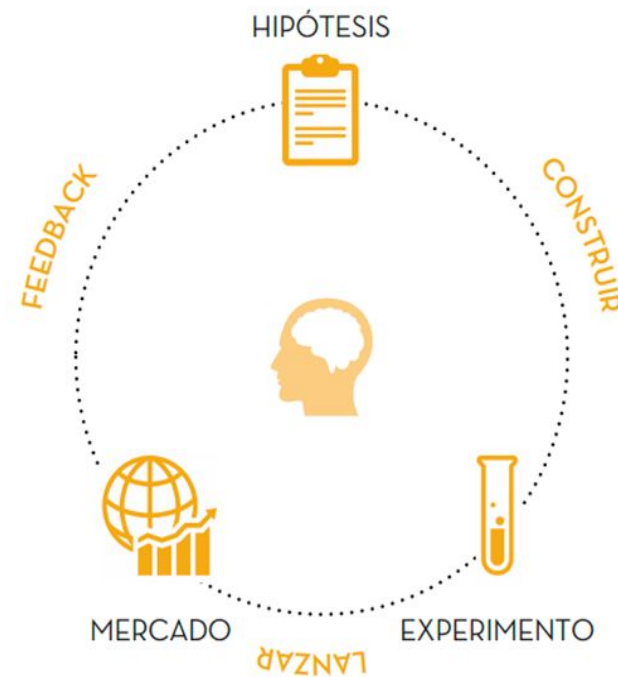 HIPÓTESIS
CONSTRUIR
EXPERIMENTO
LANZAR
MERCADO
FEEDBACK